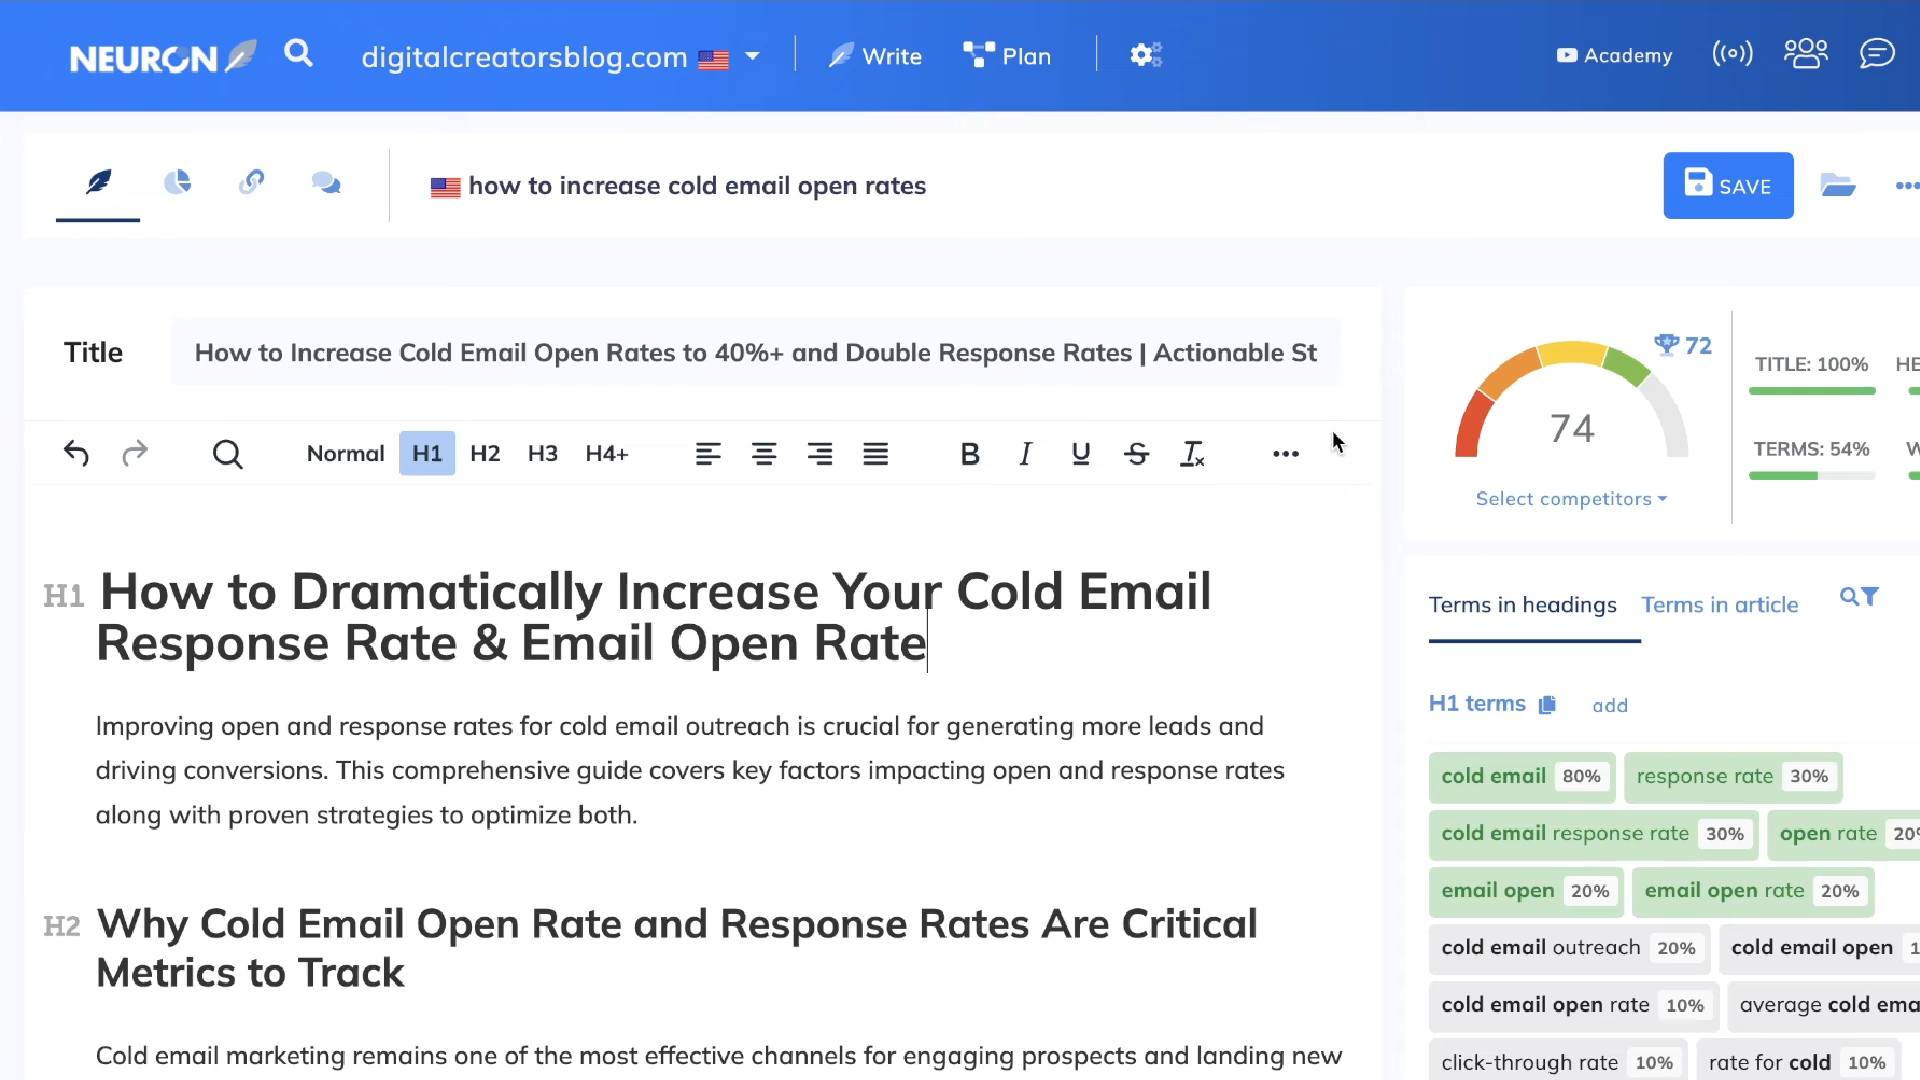 NEURON
digitalcreatorsblog.com
Write
Plan
Academy
how to increase cold email open rates
SAVE
Title
How to Increase Cold Email Open Rates to 40%+ and Double Response Rates | Actionable St
Normal H1 H2 H3 H4+
B I U S Tx
72
74
Select competitors
TITLE: 100%
HE
TERMS: 54%
W
H1 How to Dramatically Increase Your Cold Email
Response Rate & Email Open Rate
Improving open and response rates for cold email outreach is crucial for generating more leads and
driving conversions. This comprehensive guide covers key factors impacting open and response rates
along with proven strategies to optimize both.
H2 Why Cold Email Open Rate and Response Rates Are Critical
Metrics to Track
Cold email marketing remains one of the most effective channels for engaging prospects and landing new
Terms in headings Terms in article
H1 terms add
cold email 80% response rate 30%
cold email response rate 30% open rate 20%
email open 20% email open rate 20%
cold email outreach 20% cold email open 1
cold email open rate 10% average cold ema
click-through rate 10% rate for cold 10%